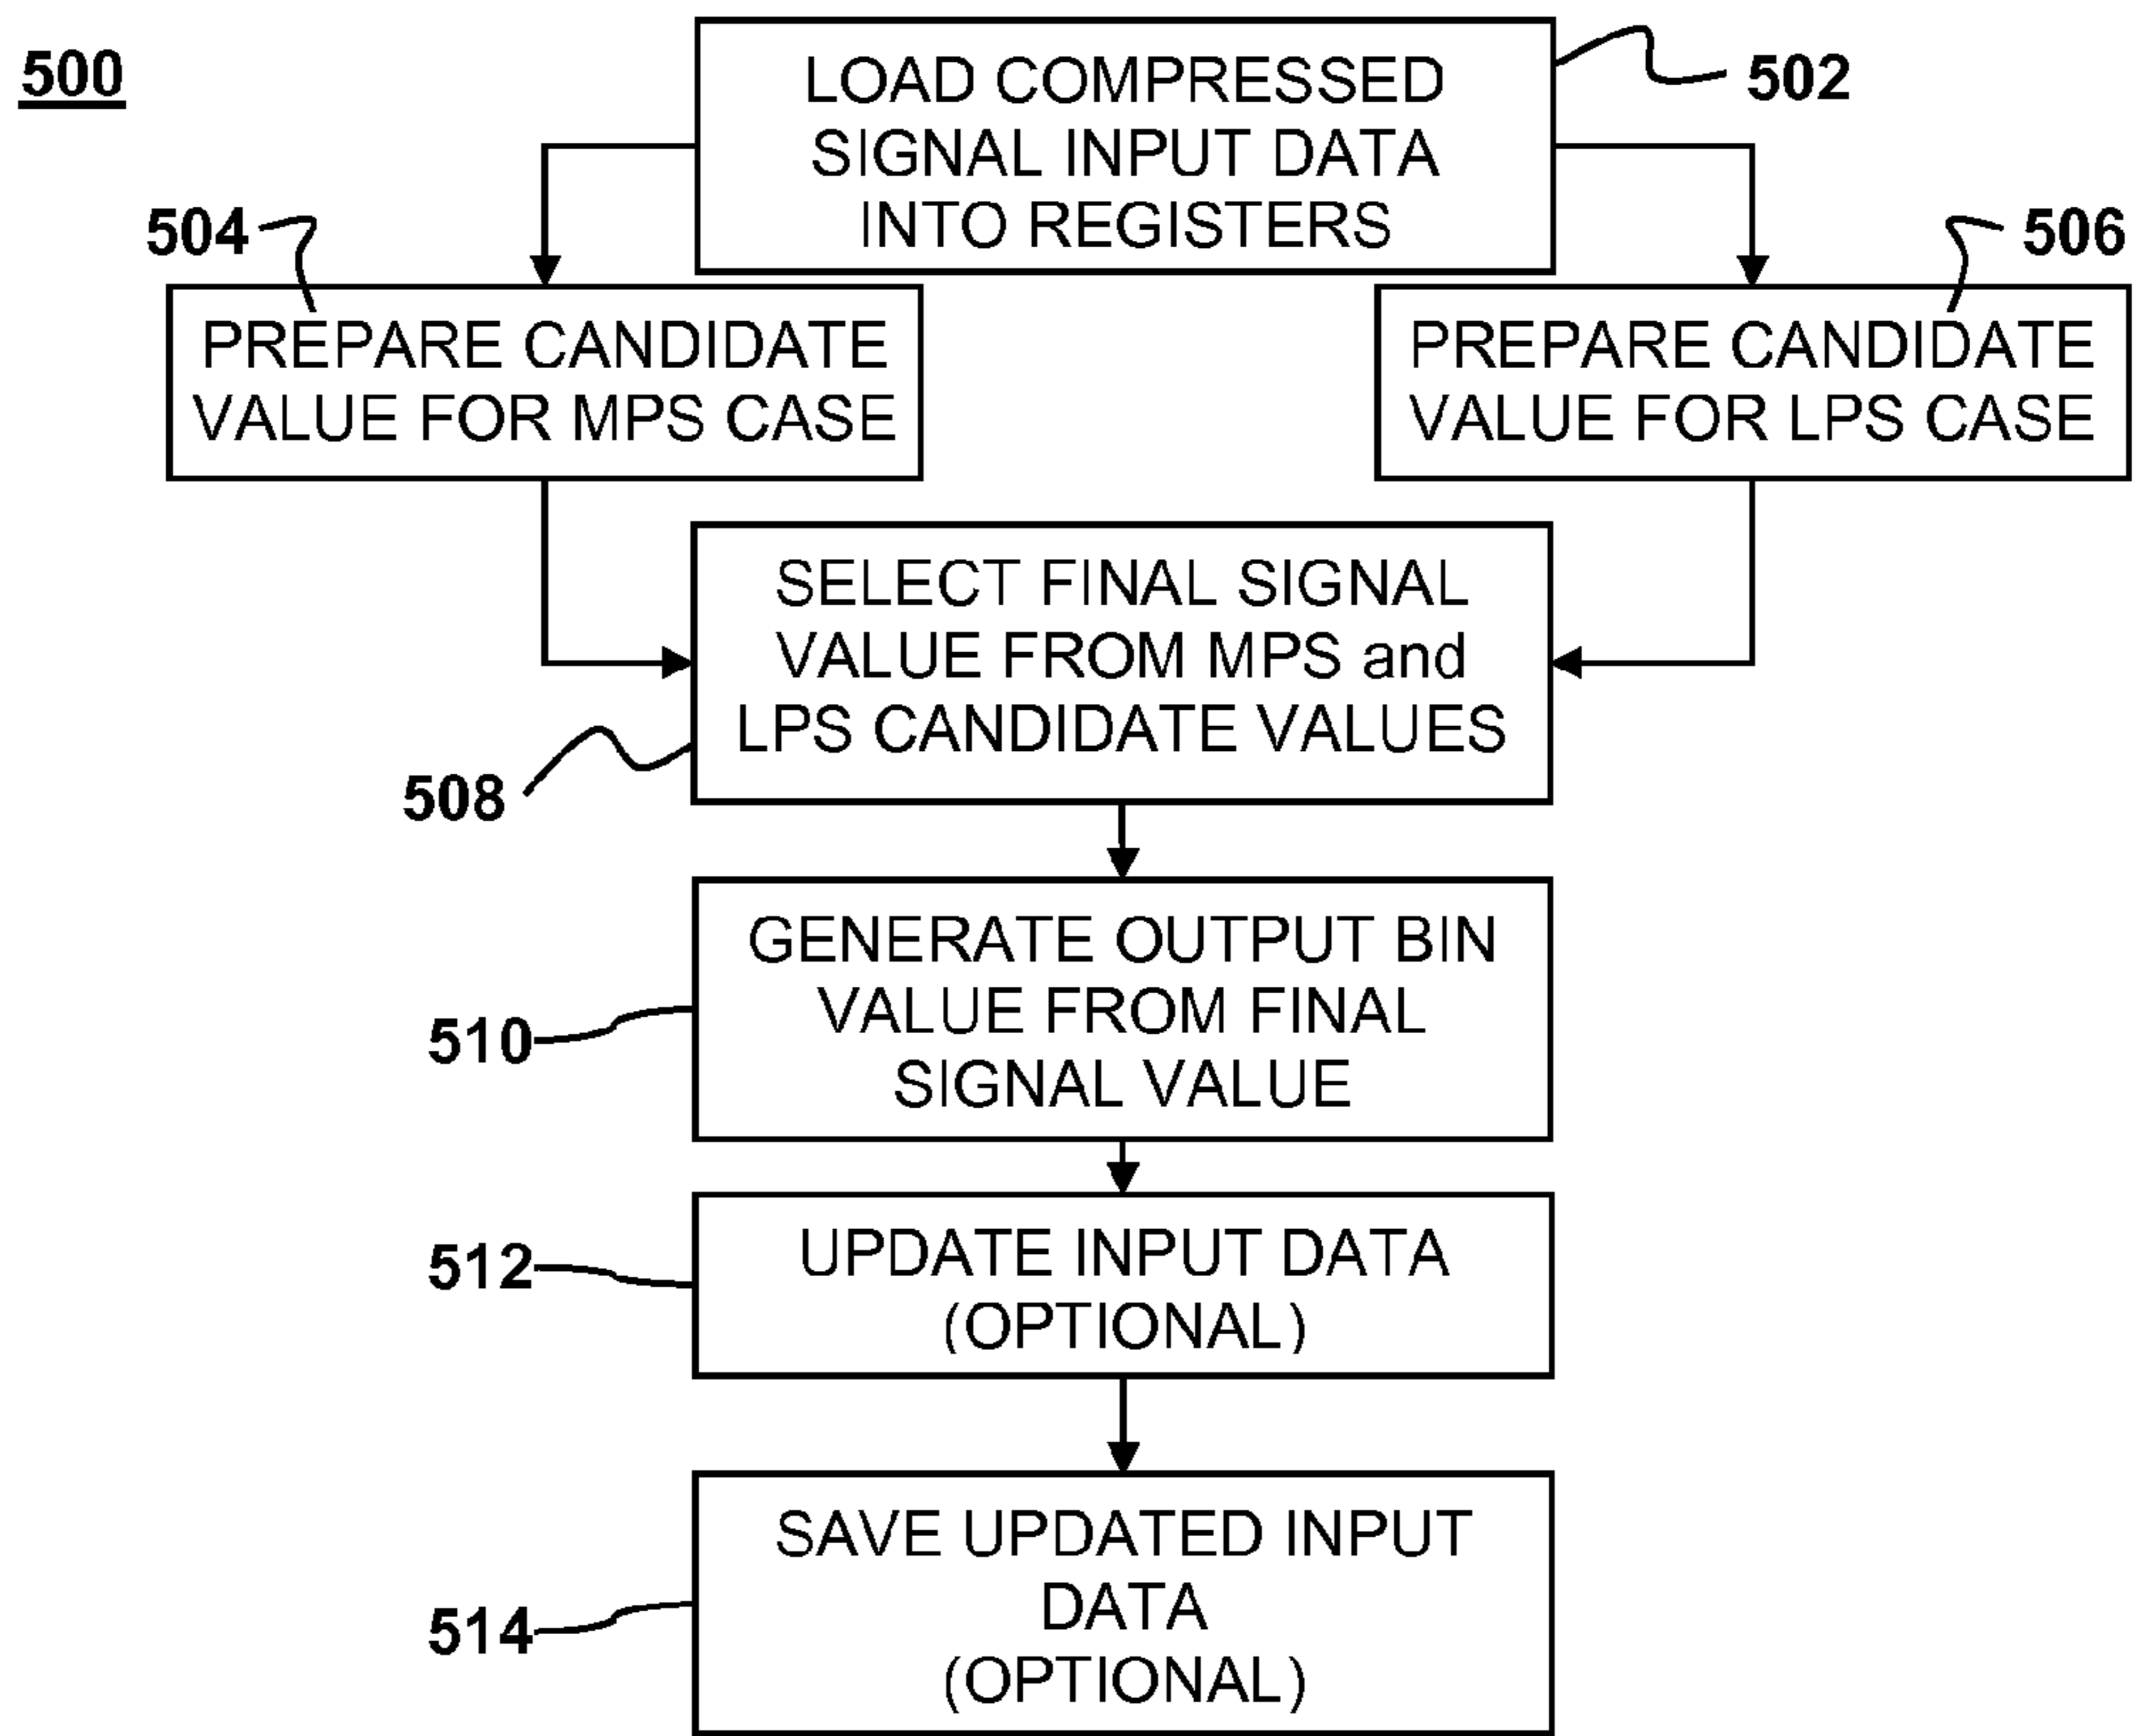 500
LOAD COMPRESSED
SIGNAL INPUT DATA
INTO REGISTERS
502
504
PREPARE CANDIDATE
VALUE FOR MPS CASE
506
PREPARE CANDIDATE
VALUE FOR LPS CASE
SELECT FINAL SIGNAL
VALUE FROM MPS and
LPS CANDIDATE VALUES
508
GENERATE OUTPUT BIN
VALUE FROM FINAL
SIGNAL VALUE
510
UPDATE INPUT DATA
(OPTIONAL)
512
SAVE UPDATED INPUT
DATA
(OPTIONAL)
514